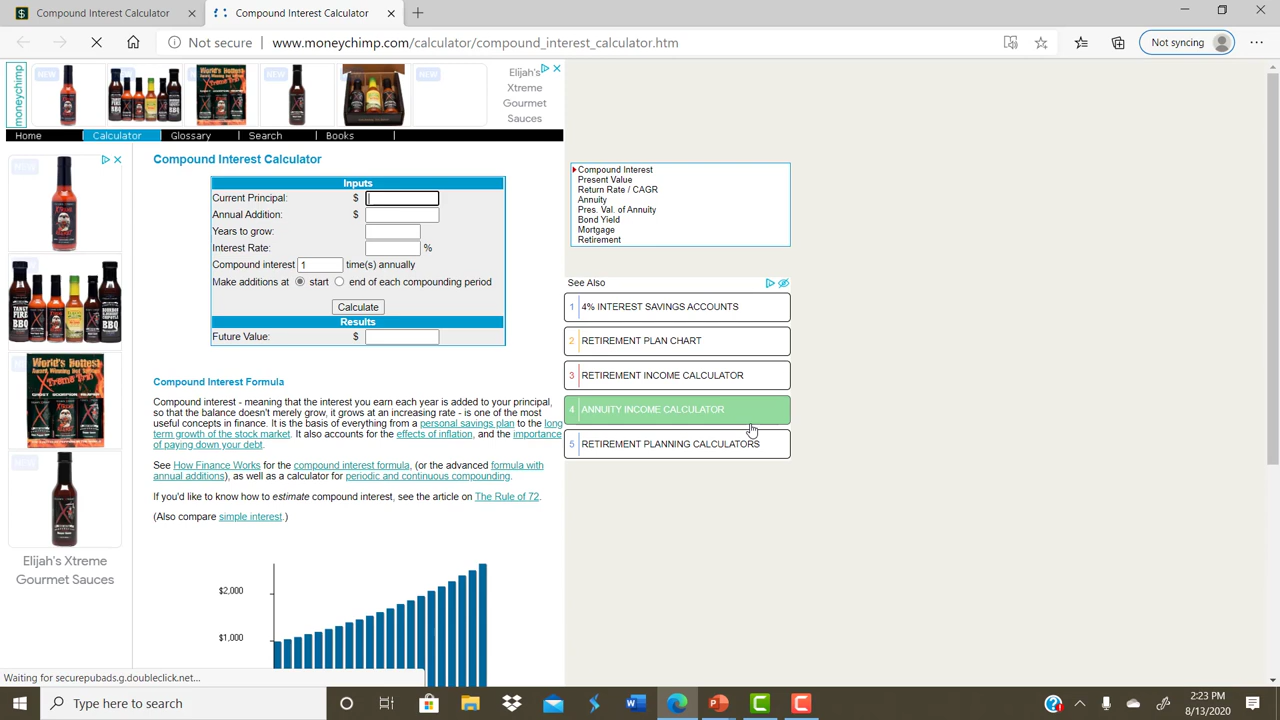 Compound Interest Calculator
Compound Interest Calculator
Not secure
www.moneychimp.com/calculator/compound_interest_calculator.htm
Not syncing
moneychimp
NEW
NEW
NEW
NEW
NEW
Elijah's
Xtreme
Gourmet
Sauces
Home
Calculator
Glossary
Search
Books
NEW
Compound Interest Calculator
Inputs
Current Principal: $
Annual Addition: $
Years to grow:
Interest Rate: %
Compound interest 1 time(s) annually
Make additions at start end of each compounding period
Calculate
Results
Future Value: $
Compound Interest
Present Value
Return Rate / CAGR
Annuity
Pres. Val. of Annuity
Bond Yield
Mortgage
Retirement
See Also
1 4% INTEREST SAVINGS ACCOUNTS
2 RETIREMENT PLAN CHART
3 RETIREMENT INCOME CALCULATOR
4 ANNUITY INCOME CALCULATOR
5 RETIREMENT PLANNING CALCULATORS
Elijah's Xtreme
Gourmet Sauces
Compound Interest Formula
Compound interest - meaning that the interest you earn each year is added to your principal,
so that the balance doesn't merely grow, it grows at an increasing rate - is one of the most
useful concepts in finance. It is the basis of everything from a personal savings plan to the long
term growth of the stock market. It also accounts for the effects of inflation, and the importance
of paying down your debt.
See How Finance Works for the compound interest formula, (or the advanced formula with
annual additions), as well as a calculator for periodic and continuous compounding.
If you'd like to know how to estimate compound interest, see the article on The Rule of 72.
(Also compare simple interest.)
$2,000
$1,000
Waiting for securepubads.g.doubleclick.net...
Type here to search
2:23 PM
8/13/2020